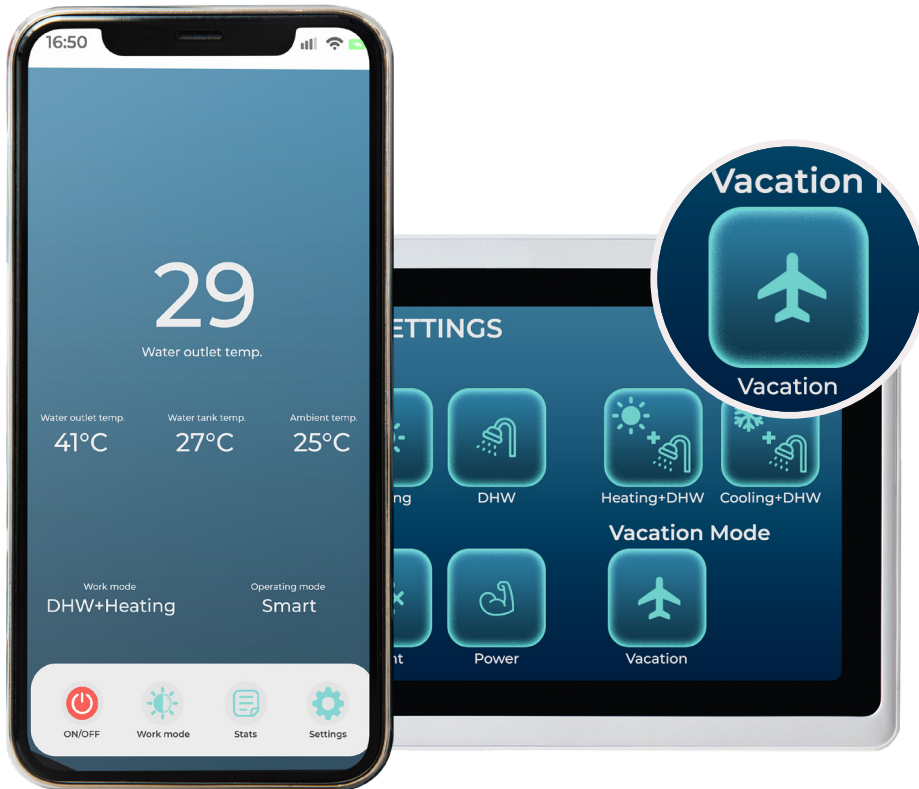 16:50
29
Water outlet temp.
Water outlet temp. Water tank temp. Ambient temp.
41°C 27°C 25°C
Work mode Operating mode
DHW+Heating Smart
ON/OFF Work mode Stats Settings
ETTINGS
ng DHW Heating+DHW Cooling+DHW
Vacation Mode
nt Power Vacation
Vacation
Vacation